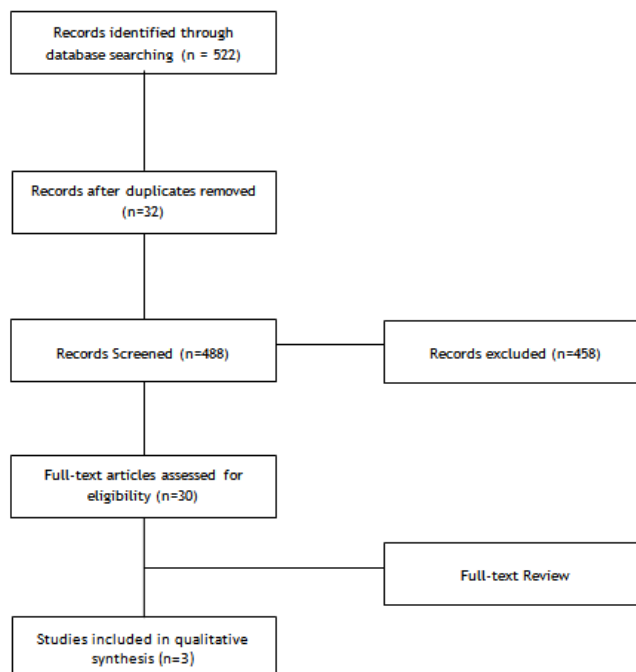 Records identified through
database searching (n = 522)
Records after duplicates removed
(n=32)
Records Screened (n=488)
Records excluded (n=458)
Full-text articles assessed for
eligibility (n=30)
Full-text Review
Studies included in qualitative
synthesis (n=3)